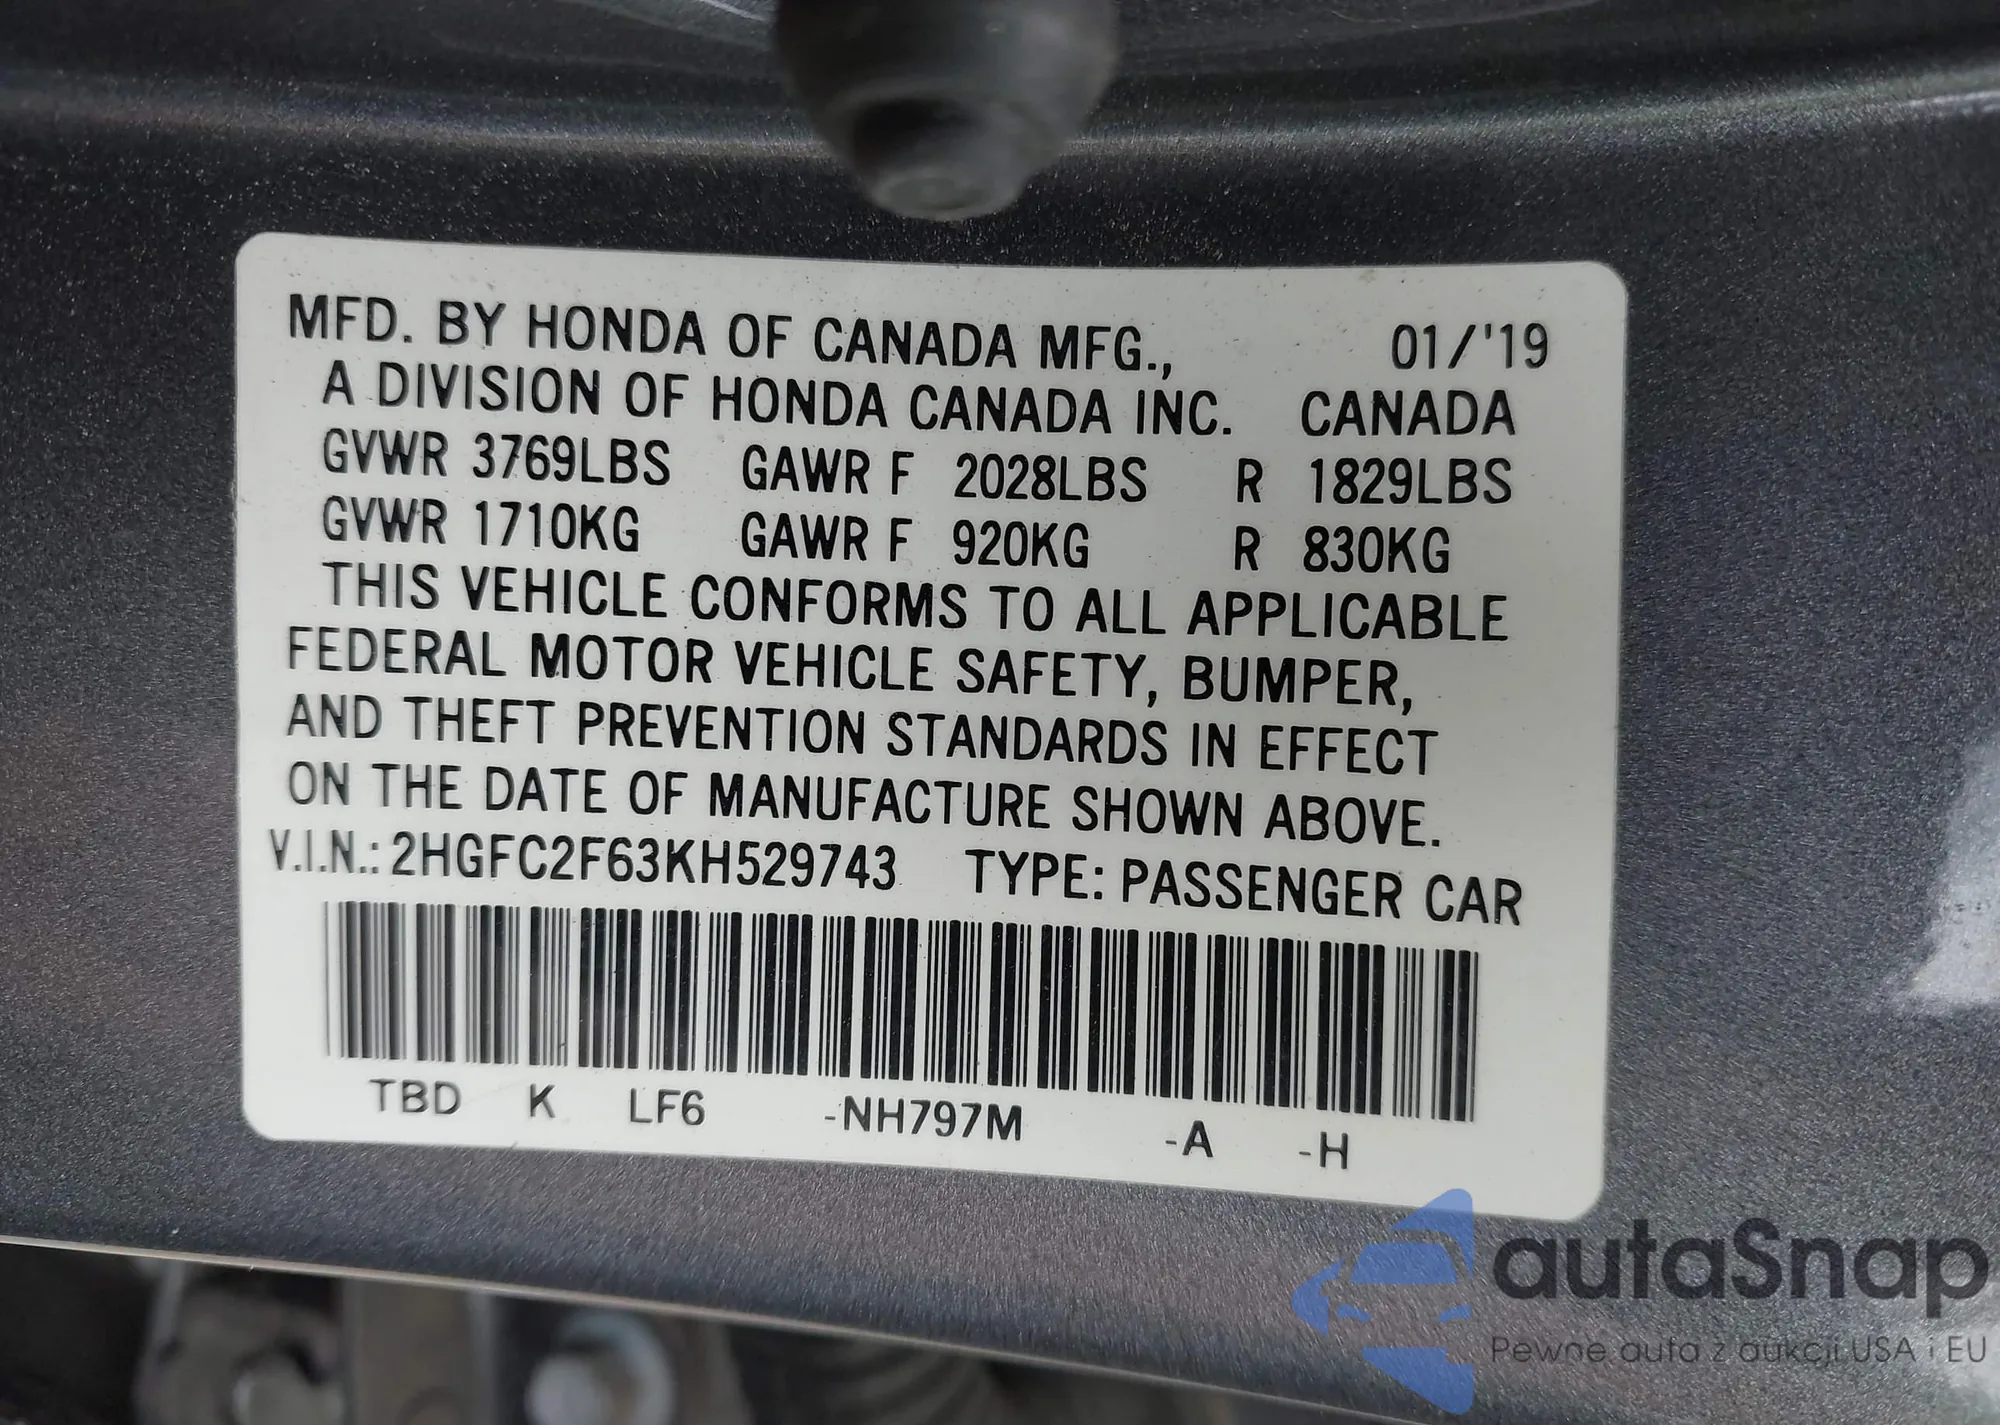 MFD. BY HONDA OF CANADA MFG., 01/'19
A DIVISION OF HONDA CANADA INC. CANADA
GVWR 3769LBS GAWR F 2028LBS R 1829LBS
GVWR 1710KG GAWR F 920KG R 830KG
THIS VEHICLE CONFORMS TO ALL APPLICABLE
FEDERAL MOTOR VEHICLE SAFETY, BUMPER,
AND THEFT PREVENTION STANDARDS IN EFFECT
ON THE DATE OF MANUFACTURE SHOWN ABOVE.
V.I.N.: 2HGFC2F63KH529743 TYPE: PASSENGER CAR
TBD K LF6 -NH797M -A -H
autaSnap
Pewne auta z aukcji USA i EU